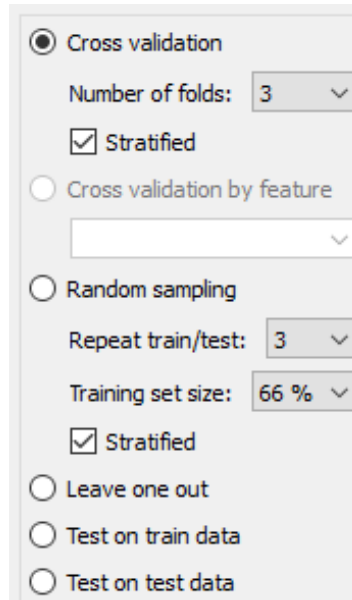 Cross validation
Number of folds: 3
Stratified
Cross validation by feature
Random sampling
Repeat train/test: 3
Training set size: 66 %
Stratified
Leave one out
Test on train data
Test on test data